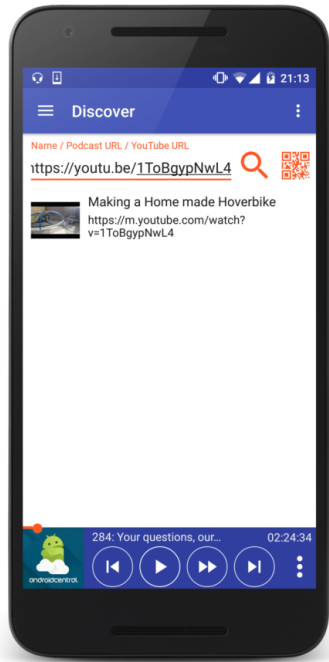 21:13
Discover
Name / Podcast URL / YouTube URL
https://youtu.be/1ToBgypNwL4
Making a Home made Hoverbike
https://m.youtube.com/watch?
v=1ToBgypNwL4
284: Your questions, our...
02:24:34
androidcentral